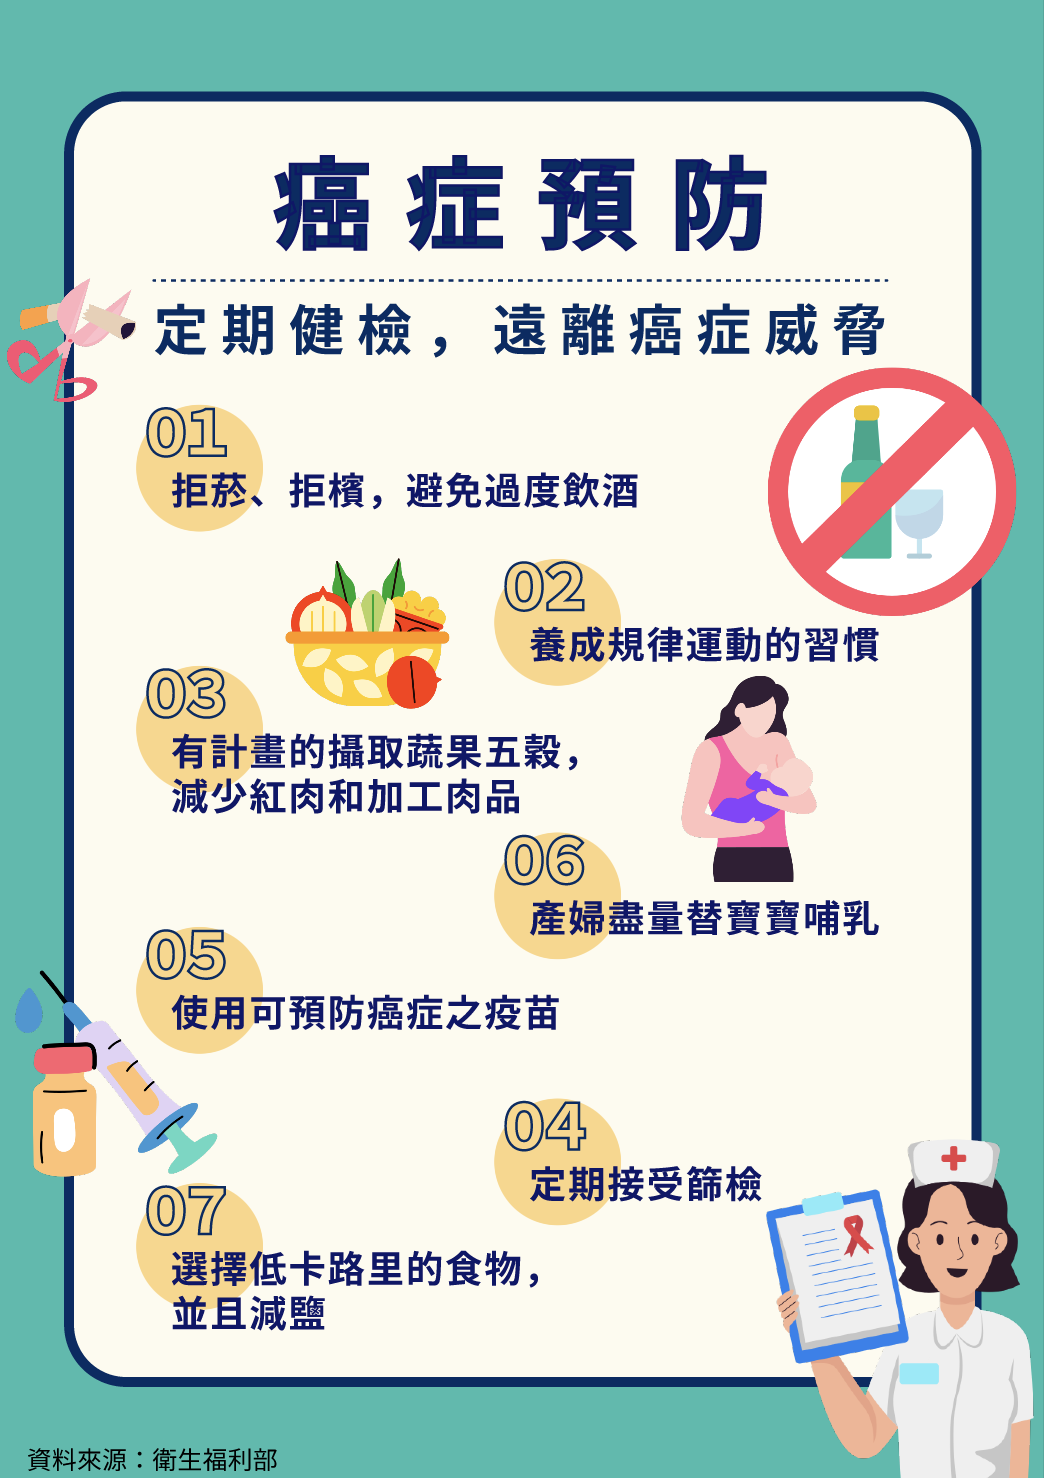 癌症預防
定期健檢，遠離癌症威脅
01
拒菸、拒檳，避免過度飲酒
02
養成規律運動的習慣
03
有計畫的攝取蔬果五穀，
減少紅肉和加工肉品
06
產婦盡量替寶寶哺乳
05
使用可預防癌症之疫苗
04
定期接受篩檢
07
選擇低卡路里的食物，
並且減鹽
資料來源：衛生福利部